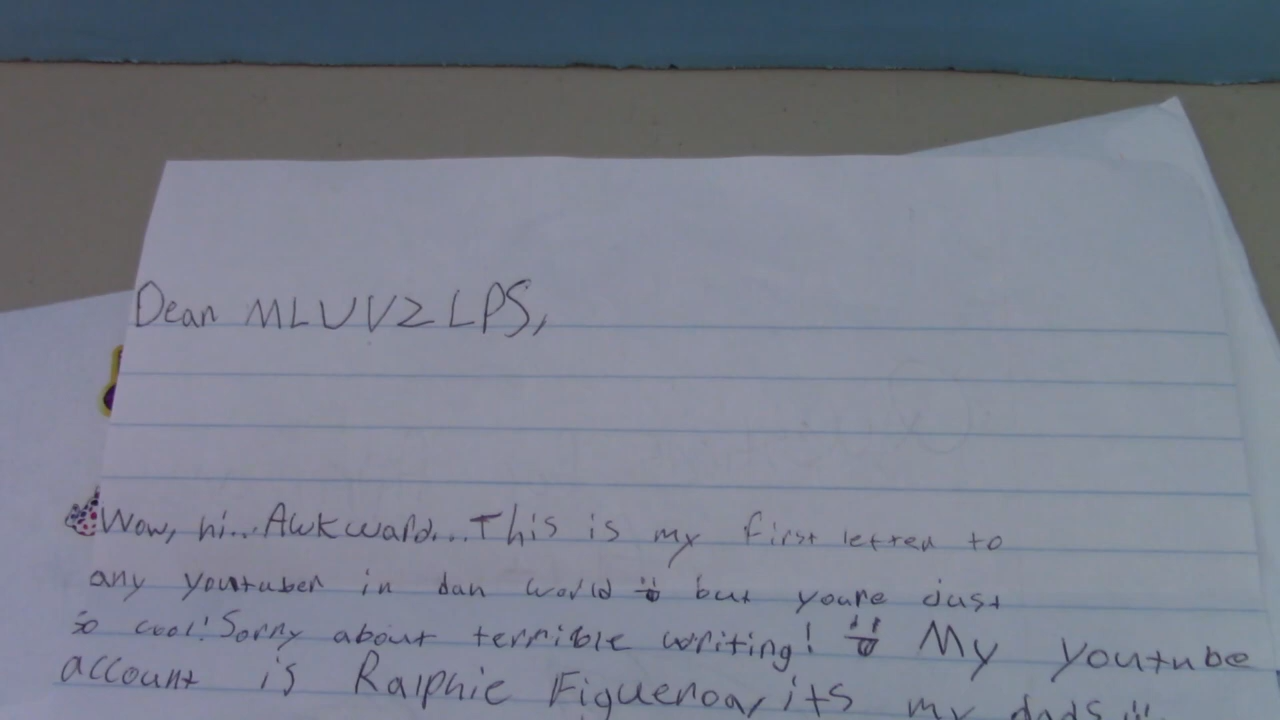 Dear MLUVZLPS,
Wow, hi...Awkward...This is my first letter to
any youtuber in dan world but youre just
so cool! Sorry about terrible writing! My youtube
account is Ralphie Figueroa, its my dads